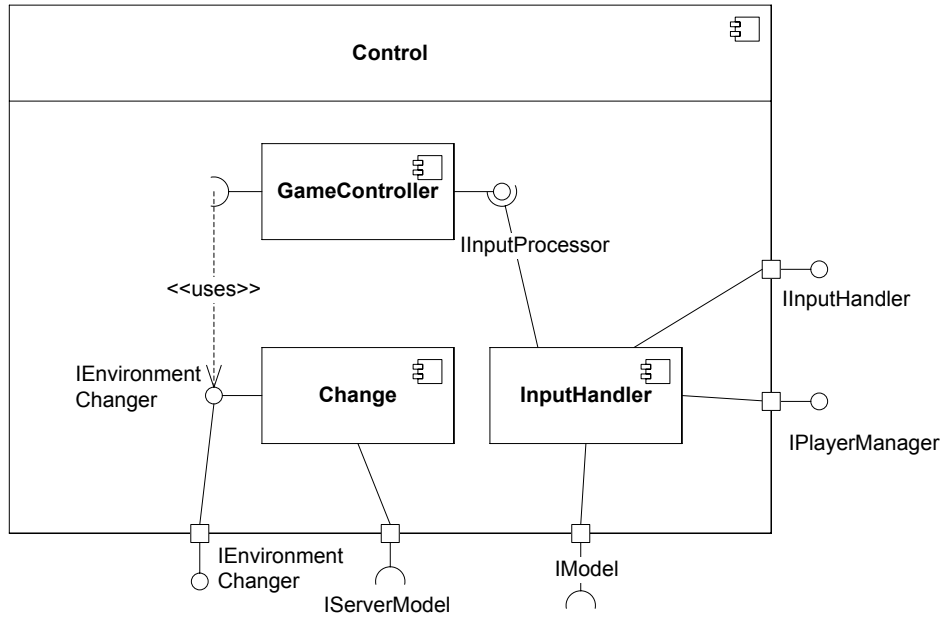 Control
GameController
IInputProcessor
<<uses>>
IInputHandler
IEnvironment
Changer
Change
InputHandler
IPlayerManager
IEnvironment
Changer
IServerModel
IModel